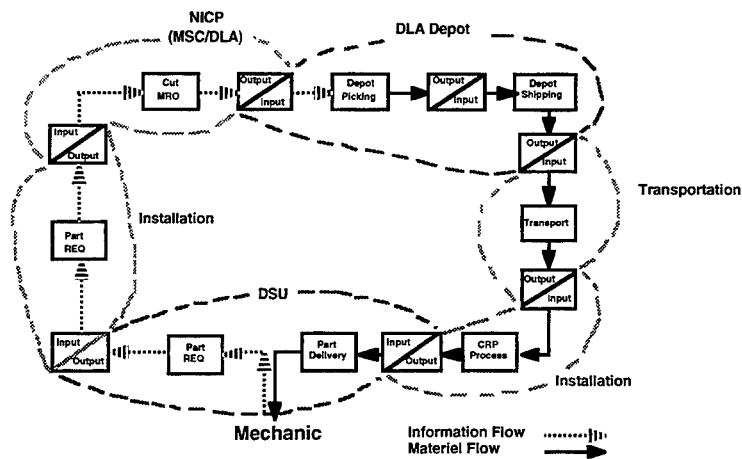 NICP
(MSC/DLA)
DLA Depot
Cut
MRO
Output
Input
Depot
Picking
Output
Input
Depot
Shipping
Input
Output
Output
Input
Transportation
Installation
Part
REQ
Transport
Output
Input
DSU
Input
Output
Part
REQ
Part
Delivery
Input
Output
CRP
Process
Installation
Mechanic
Information Flow
Materiel Flow